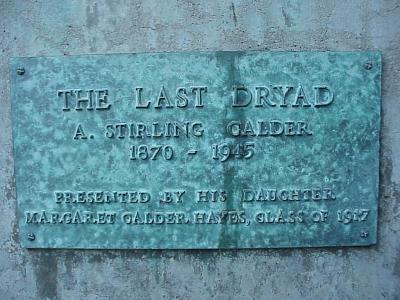 THE LAST DRYAD
A. STIRLING CALDER
1870 - 1945
PRESENTED BY HIS DAUGHTER
MARGARET CALDER HAYES, CLASS OF 1917